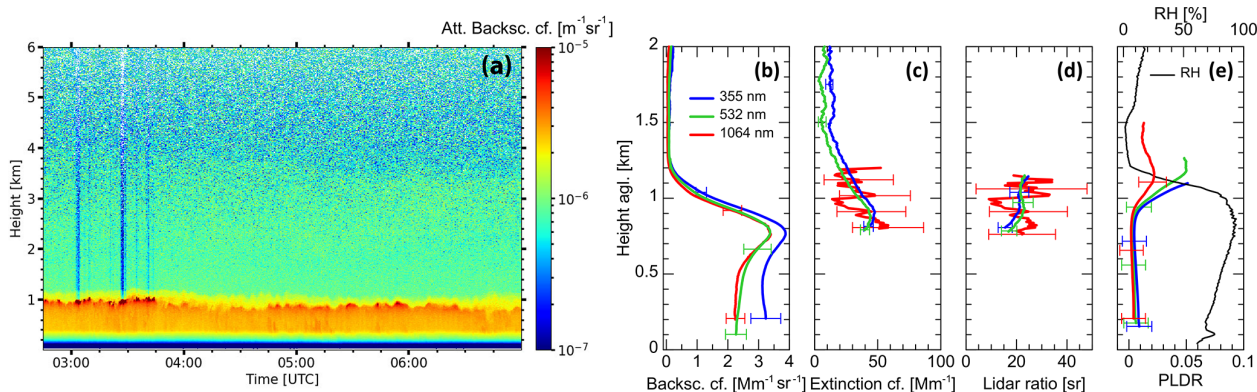 Att. Backsc. cf. [m⁻¹sr⁻¹]
(a)
10⁻⁵
10⁻⁶
10⁻⁷
6
5
4
3
2
1
Height [km]
03:00 04:00 05:00 06:00
Time [UTC]
(b)
355 nm
532 nm
1064 nm
2
1.5
1
0.5
0
Height agl. [km]
0 1 2 3 4
Backsc. cf. [Mm⁻¹ sr⁻¹]
(c)
0 50 100
Extinction cf. [Mm⁻¹]
(d)
0 20 40
Lidar ratio [sr]
RH [%]
0 50 100
RH
(e)
0 0.05 0.1
PLDR